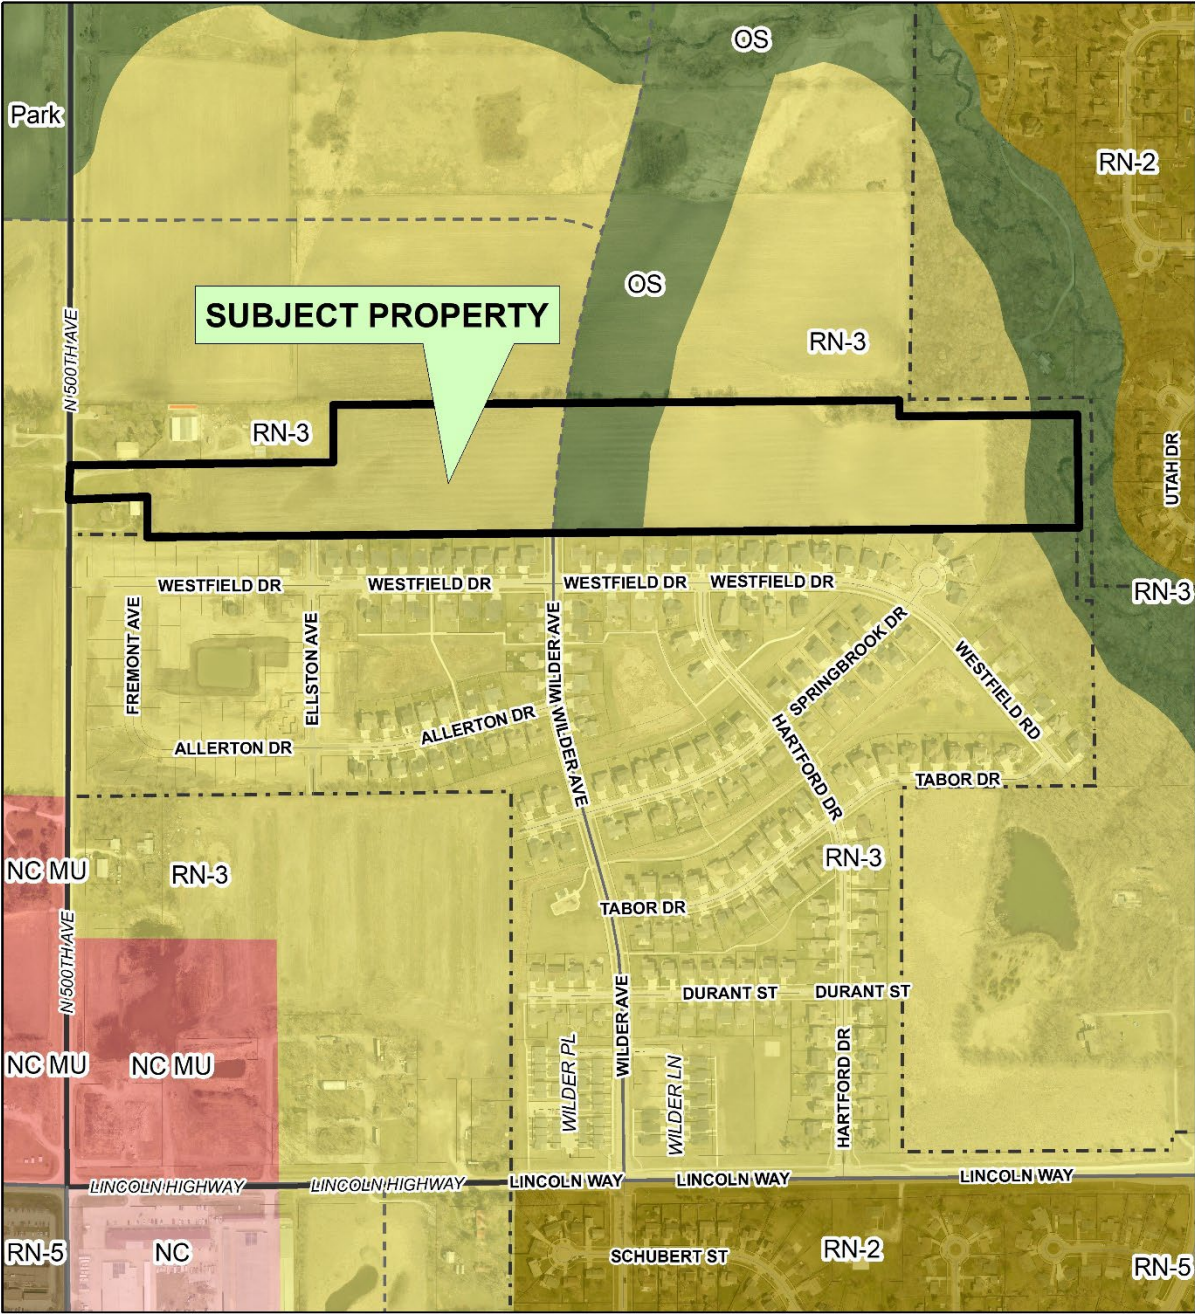 OS
Park
RN-2
OS
SUBJECT PROPERTY
N 500TH AVE
RN-3
RN-3
UTAH DR
WESTFIELD DR
WESTFIELD DR
WESTFIELD DR
WESTFIELD DR
RN-3
FREMONT AVE
ELLSTON AVE
WILDER AVE
SPRINGBROOK DR
WESTFIELD RD
ALLERTON DR
ALLERTON DR
WILDER AVE
HARTFORD DR
TABOR DR
NC MU
RN-3
RN-3
TABOR DR
N 500TH AVE
DURANT ST
DURANT ST
WILDER AVE
NC MU
NC MU
WILDER PL
WILDER LN
HARTFORD DR
LINCOLN HIGHWAY
LINCOLN HIGHWAY
LINCOLN WAY
LINCOLN WAY
LINCOLN WAY
RN-5
NC
SCHUBERT ST
RN-2
RN-5